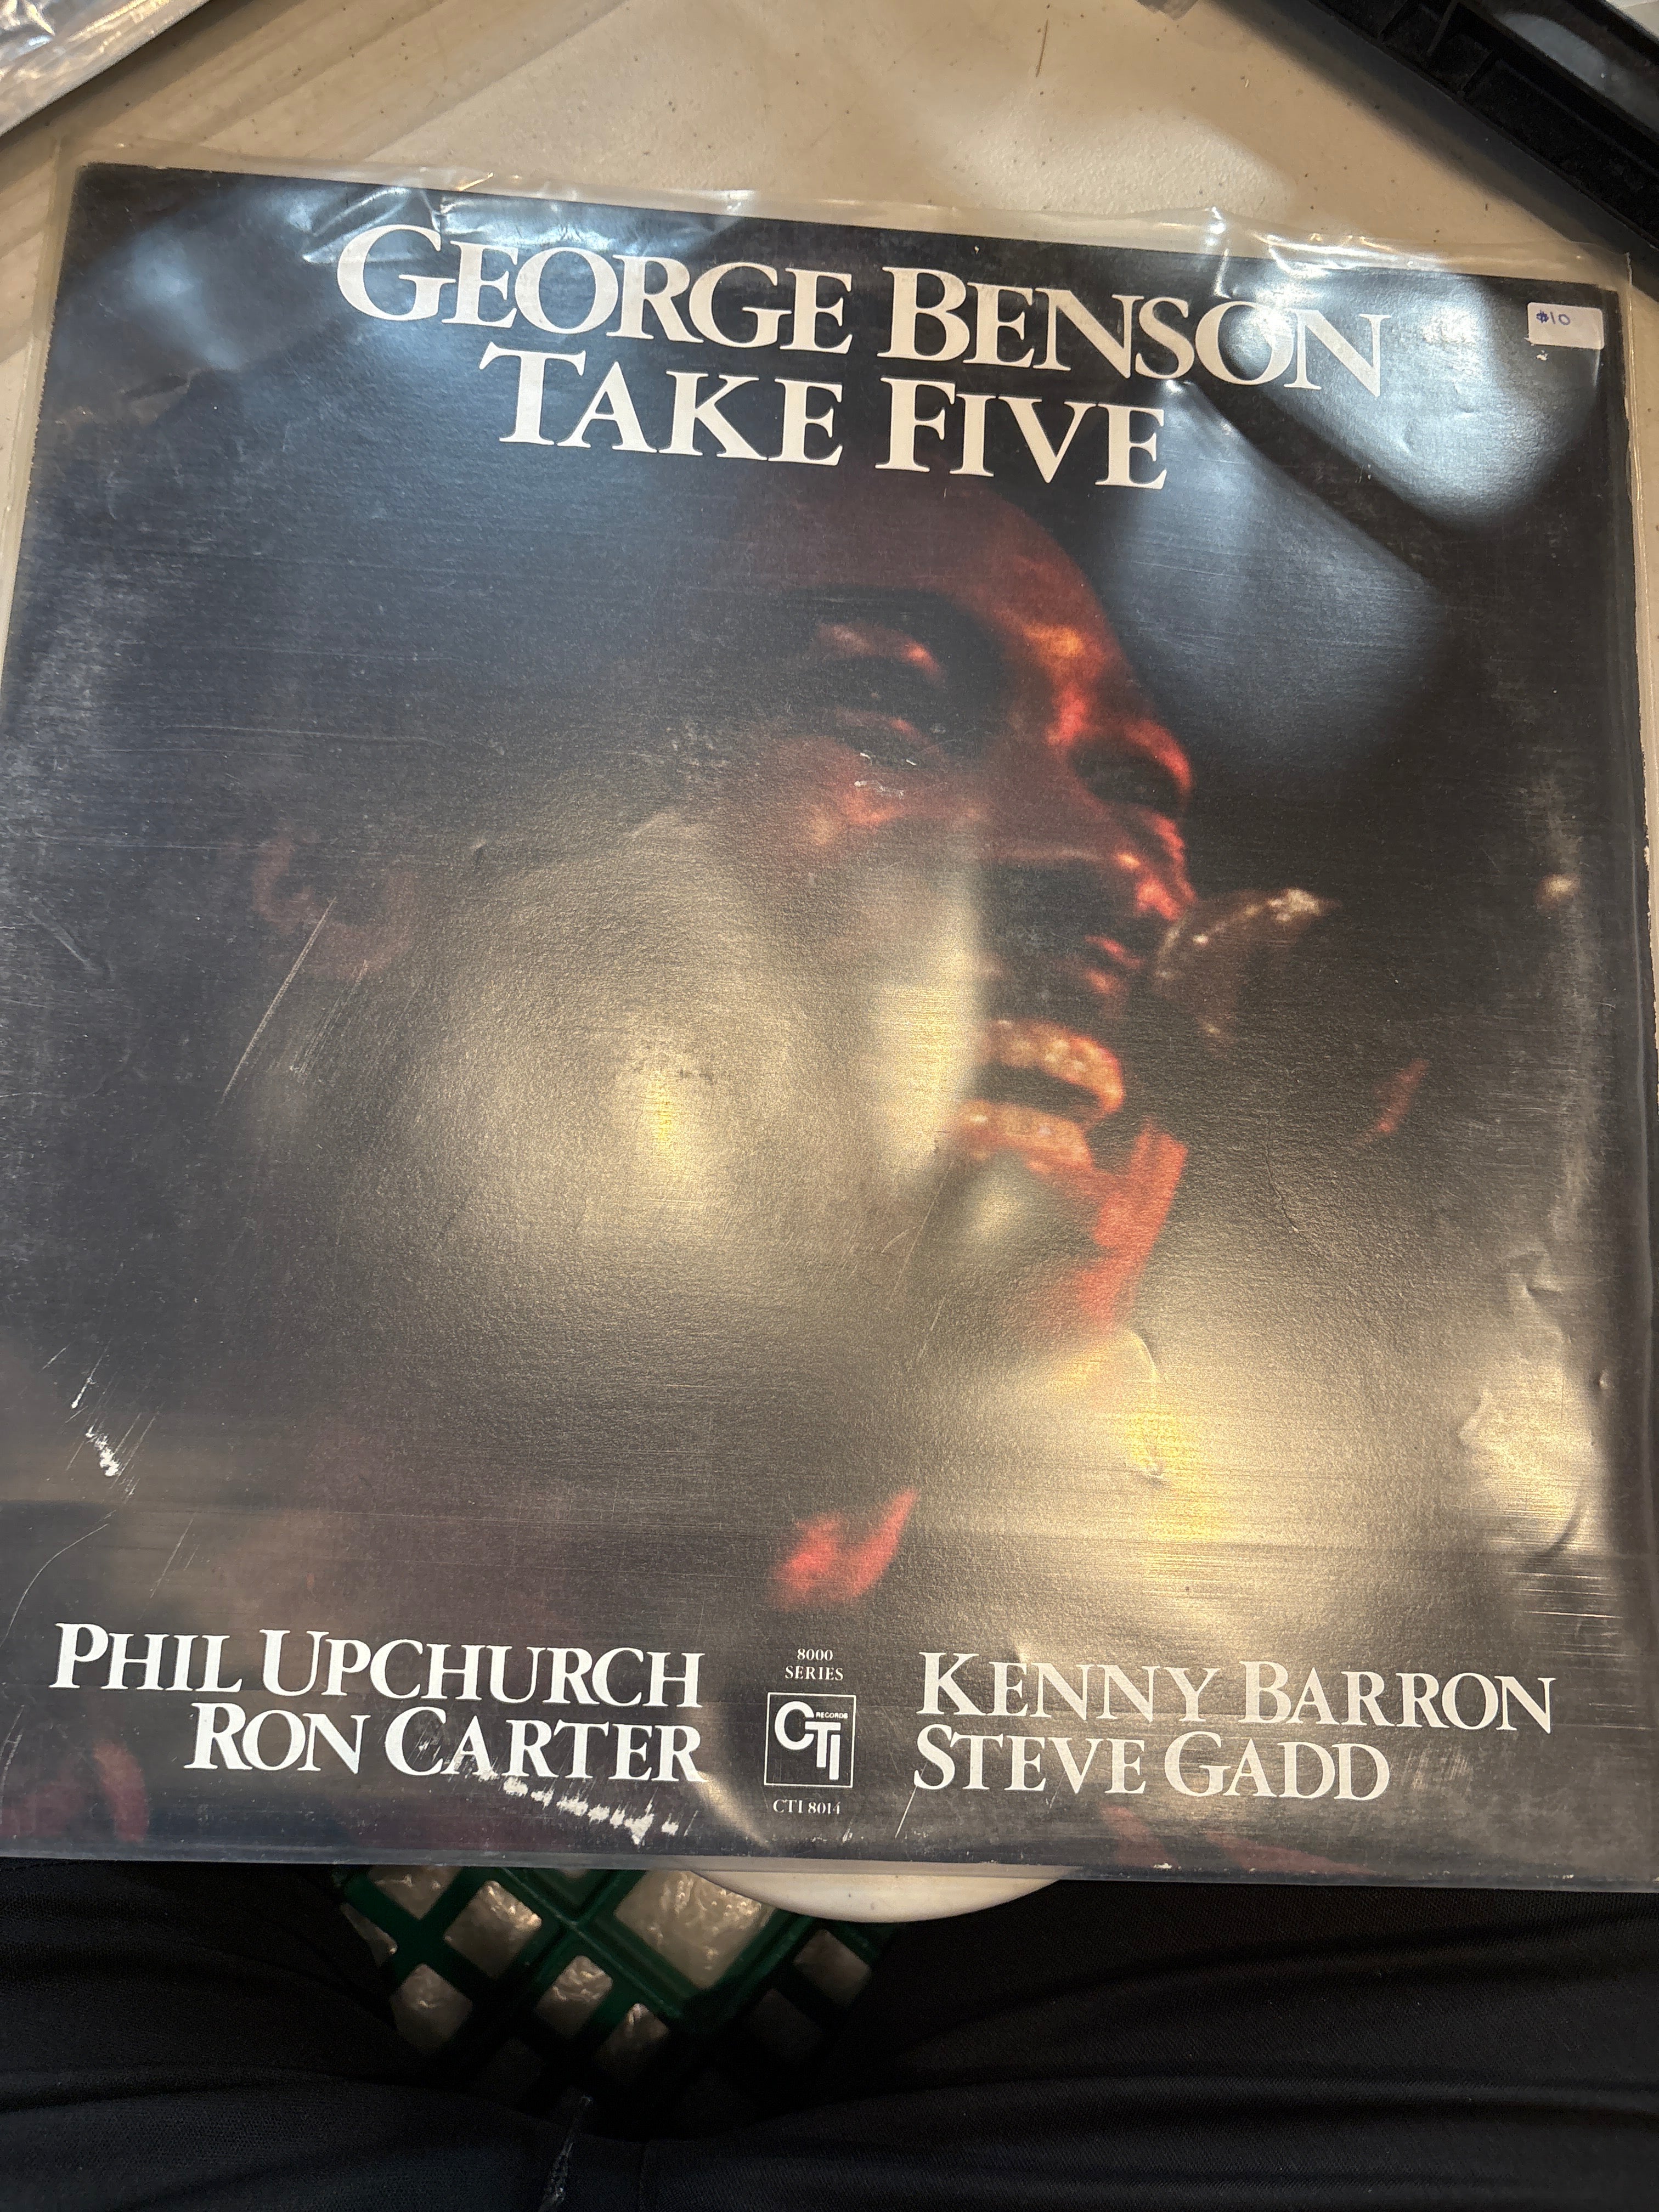 GEORGE BENSON
TAKE FIVE
$10
PHIL UPCHURCH
RON CARTER
8000
SERIES
CTI RECORDS
CTI 8014
KENNY BARRON
STEVE GADD